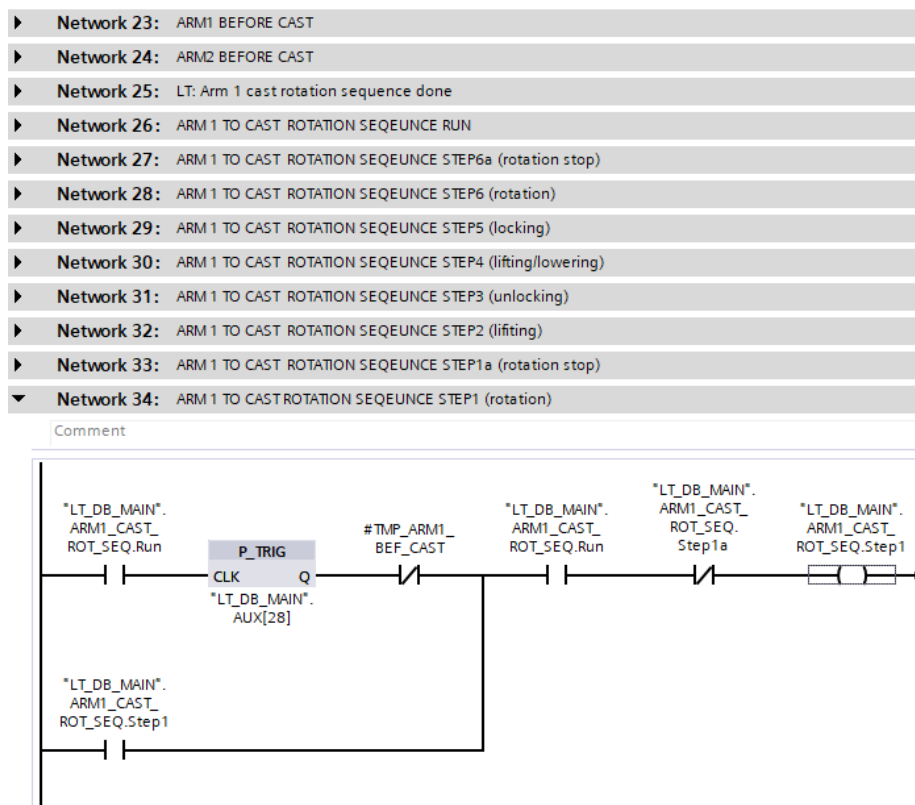 Network 23: ARM1 BEFORE CAST
Network 24: ARM2 BEFORE CAST
Network 25: LT: Arm 1 cast rotation sequence done
Network 26: ARM 1 TO CAST ROTATION SEQEUNCE RUN
Network 27: ARM 1 TO CAST ROTATION SEQEUNCE STEP6a (rotation stop)
Network 28: ARM 1 TO CAST ROTATION SEQEUNCE STEP6 (rotation)
Network 29: ARM 1 TO CAST ROTATION SEQEUNCE STEP5 (locking)
Network 30: ARM 1 TO CAST ROTATION SEQEUNCE STEP4 (lifting/lowering)
Network 31: ARM 1 TO CAST ROTATION SEQEUNCE STEP3 (unlocking)
Network 32: ARM 1 TO CAST ROTATION SEQEUNCE STEP2 (lifiting)
Network 33: ARM 1 TO CAST ROTATION SEQEUNCE STEP1a (rotation stop)
Network 34: ARM 1 TO CAST ROTATION SEQEUNCE STEP1 (rotation)
Comment
"LT_DB_MAIN".
ARM1_CAST_
ROT_SEQ.Run
P_TRIG
CLK Q
"LT_DB_MAIN".
AUX[28]
#TMP_ARM1_
BEF_CAST
"LT_DB_MAIN".
ARM1_CAST_
ROT_SEQ.Run
"LT_DB_MAIN".
ARM1_CAST_
ROT_SEQ.
Step1a
"LT_DB_MAIN".
ARM1_CAST_
ROT_SEQ.Step1
"LT_DB_MAIN".
ARM1_CAST_
ROT_SEQ.Step1